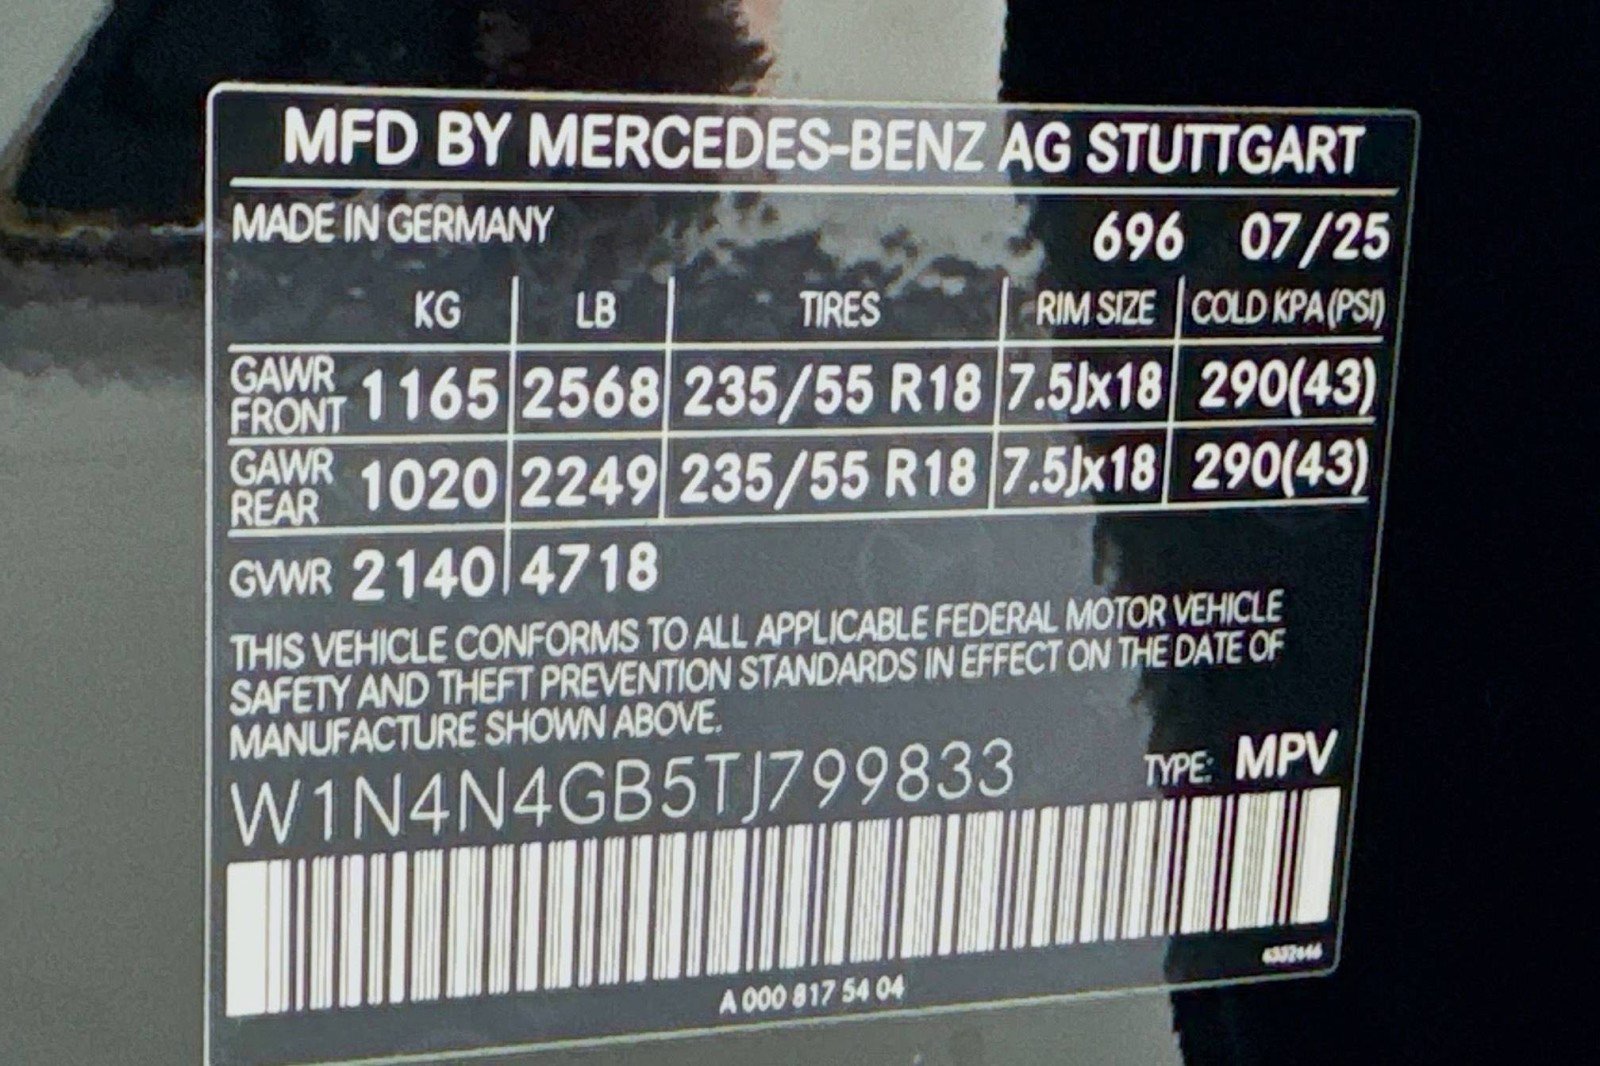 MFD BY MERCEDES-BENZ AG STUTTGART
MADE IN GERMANY 696 07/25
KG LB TIRES RIM SIZE COLD KPA (PSI)
GAWR FRONT 1165 2568 235/55 R18 7.5Jx18 290(43)
GAWR REAR 1020 2249 235/55 R18 7.5Jx18 290(43)
GVWR 2140 4718
THIS VEHICLE CONFORMS TO ALL APPLICABLE FEDERAL MOTOR VEHICLE
SAFETY AND THEFT PREVENTION STANDARDS IN EFFECT ON THE DATE OF
MANUFACTURE SHOWN ABOVE.
W1N4N4GB5TJ799833 TYPE: MPV
A 000 817 54 04